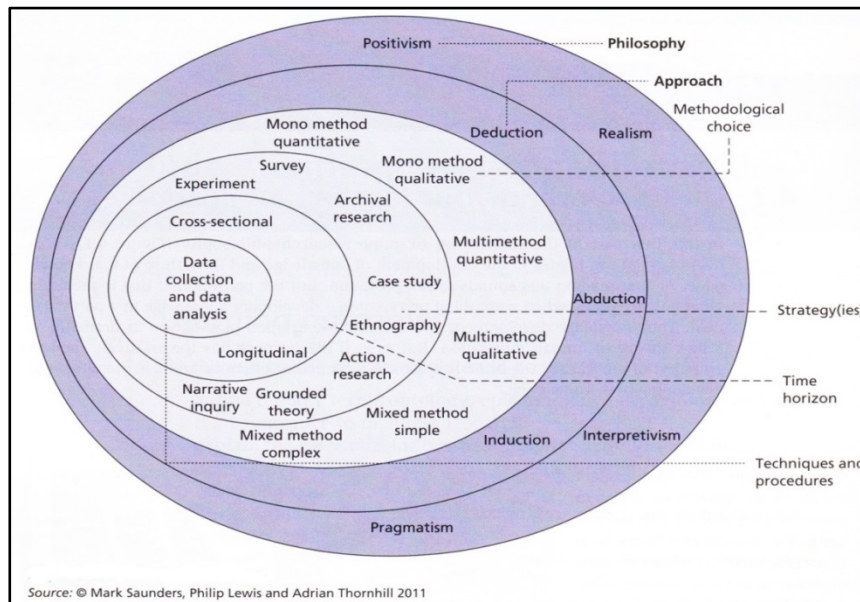 Positivism
Philosophy
Approach
Methodological
choice
Mono method
quantitative
Deduction
Realism
Survey
Mono method
qualitative
Experiment
Archival
research
Cross-sectional
Multimethod
quantitative
Data
collection
and data
analysis
Case study
Abduction
Strategy(ies
Ethnography
Multimethod
qualitative
Longitudinal
Action
research
Time
horizon
Narrative
inquiry
Grounded
theory
Mixed method
simple
Mixed method
complex
Induction
Interpretivism
Techniques and
procedures
Pragmatism
Source: © Mark Saunders, Philip Lewis and Adrian Thornhill 2011